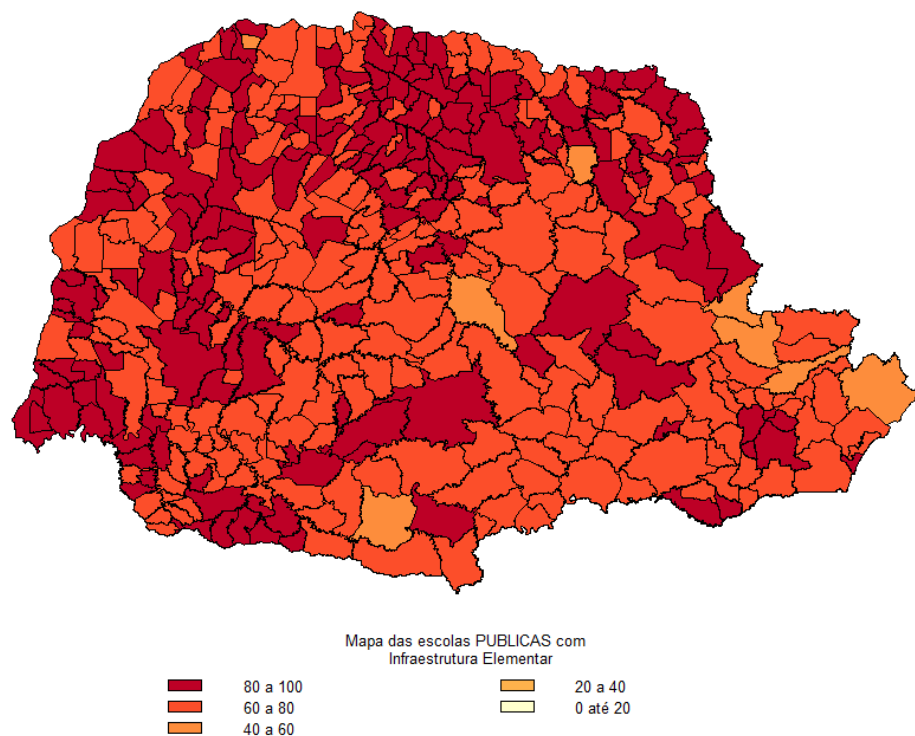 Mapa das escolas PUBLICAS com
Infraestrutura Elementar
80 a 100
60 a 80
40 a 60
20 a 40
0 até 20